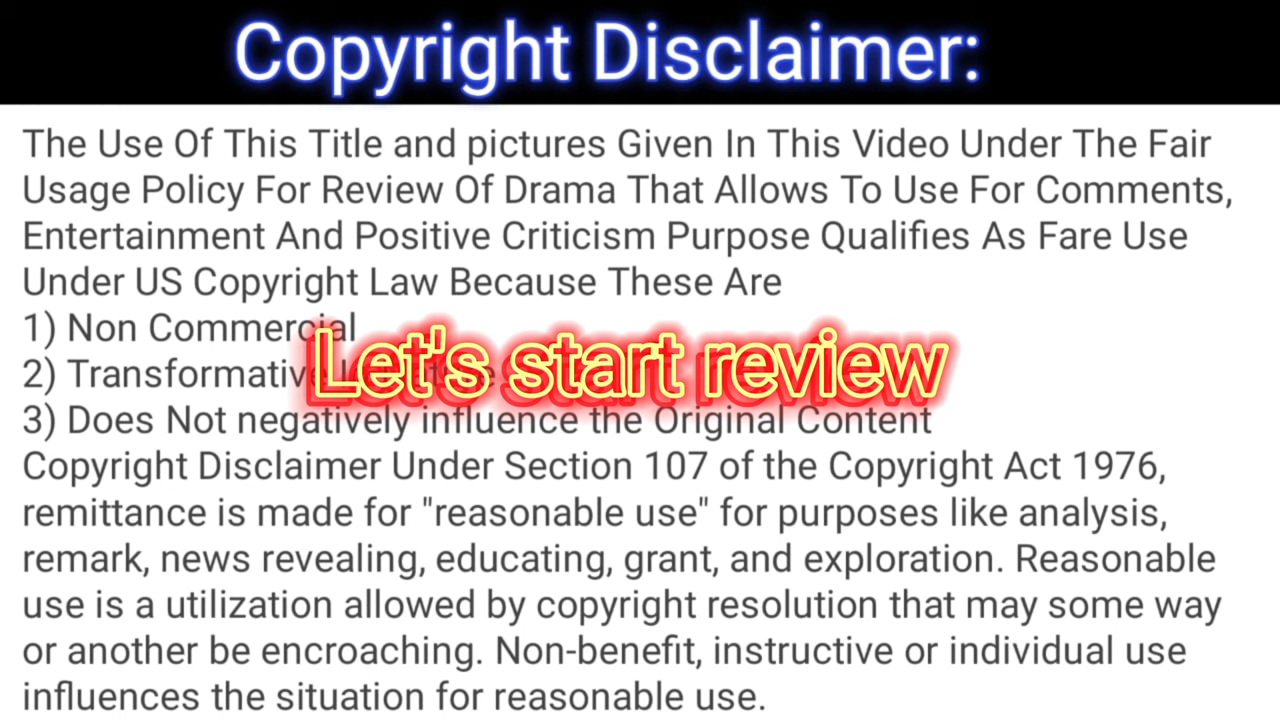 Copyright Disclaimer:
The Use Of This Title and pictures Given In This Video Under The Fair
Usage Policy For Review Of Drama That Allows To Use For Comments,
Entertainment And Positive Criticism Purpose Qualifies As Fare Use
Under US Copyright Law Because These Are
1) Non Commercial
2) Transformative
Let's start review
3) Does Not negatively influence the Original Content
Copyright Disclaimer Under Section 107 of the Copyright Act 1976,
remittance is made for "reasonable use" for purposes like analysis,
remark, news revealing, educating, grant, and exploration. Reasonable
use is a utilization allowed by copyright resolution that may some way
or another be encroaching. Non-benefit, instructive or individual use
influences the situation for reasonable use.